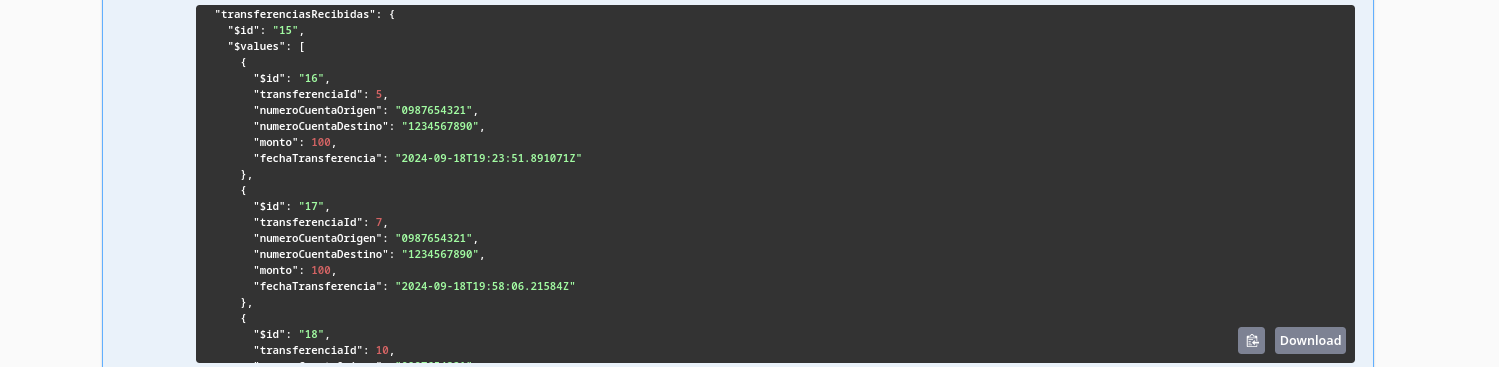 "transferenciasRecibidas": {
"$id": "15",
"$values": [
{
"$id": "16",
"transferenciaId": 5,
"numeroCuentaOrigen": "0987654321",
"numeroCuentaDestino": "1234567890",
"monto": 100,
"fechaTransferencia": "2024-09-18T19:23:51.891071Z"
},
{
"$id": "17",
"transferenciaId": 7,
"numeroCuentaOrigen": "0987654321",
"numeroCuentaDestino": "1234567890",
"monto": 100,
"fechaTransferencia": "2024-09-18T19:58:06.21584Z"
},
{
"$id": "18",
"transferenciaId": 10,
Download